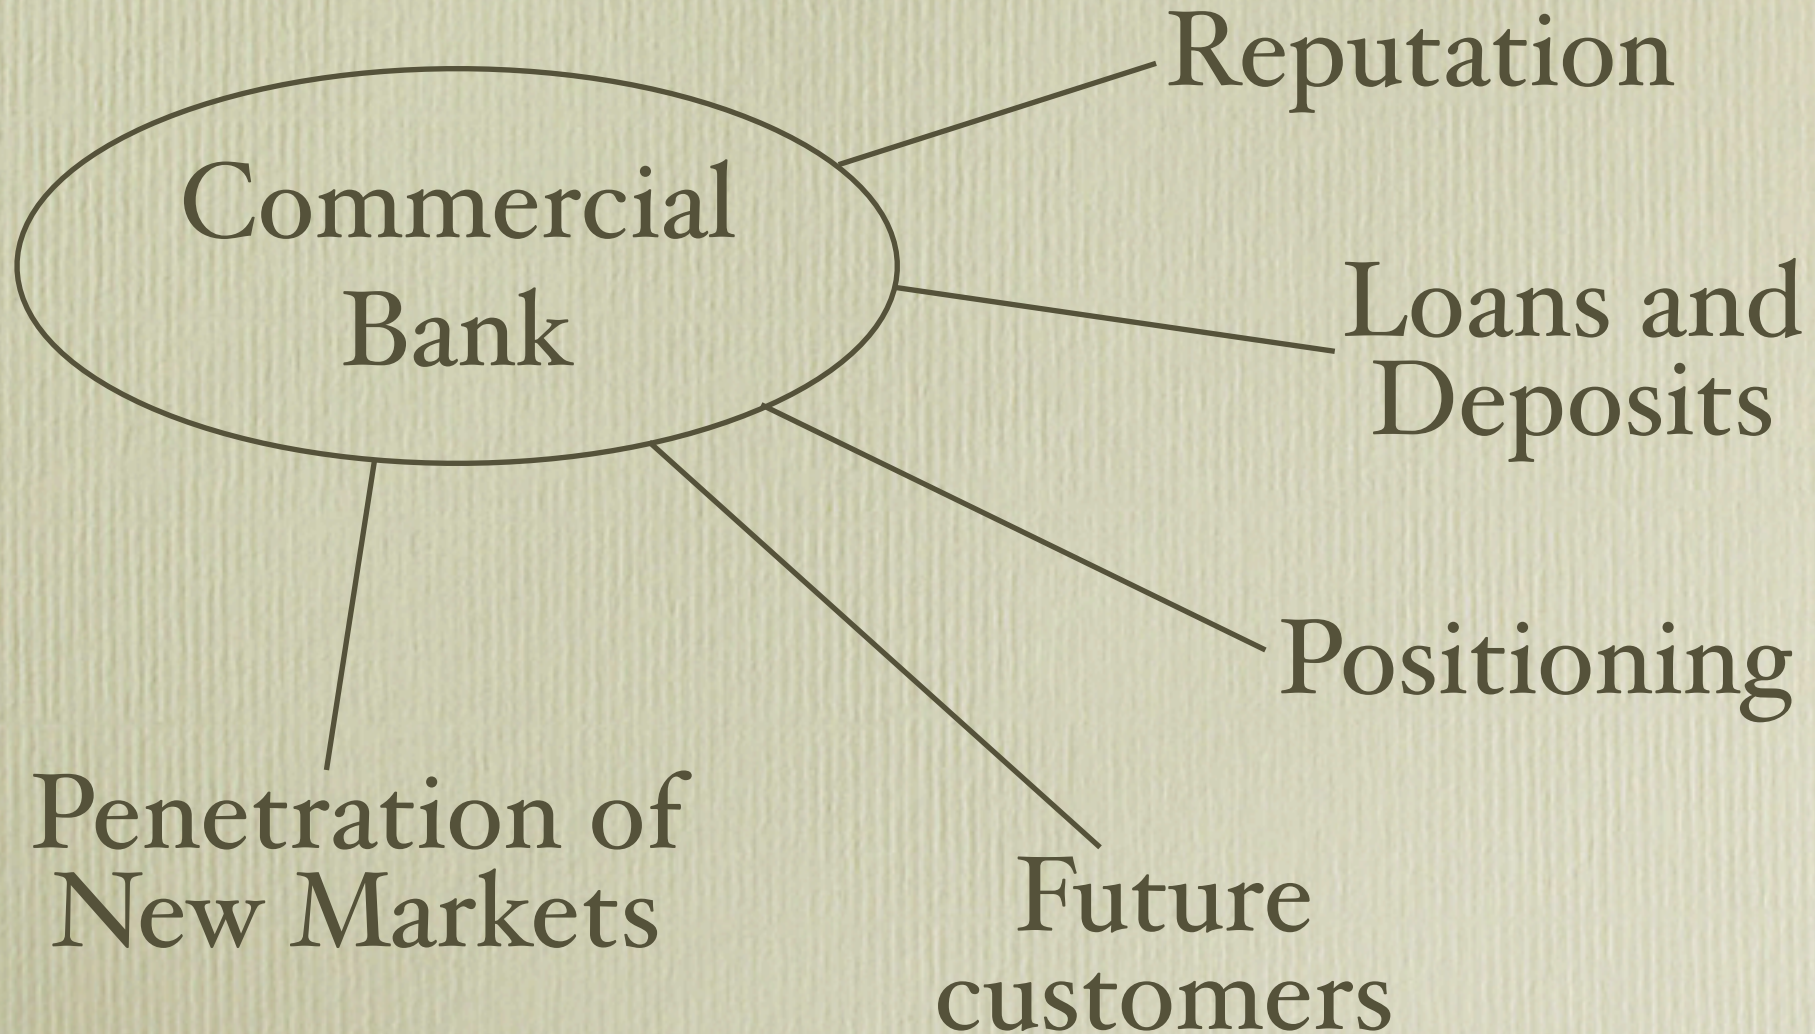 Commercial
Bank
Reputation
Loans and
Deposits
Positioning
Future
customers
Penetration of
New Markets